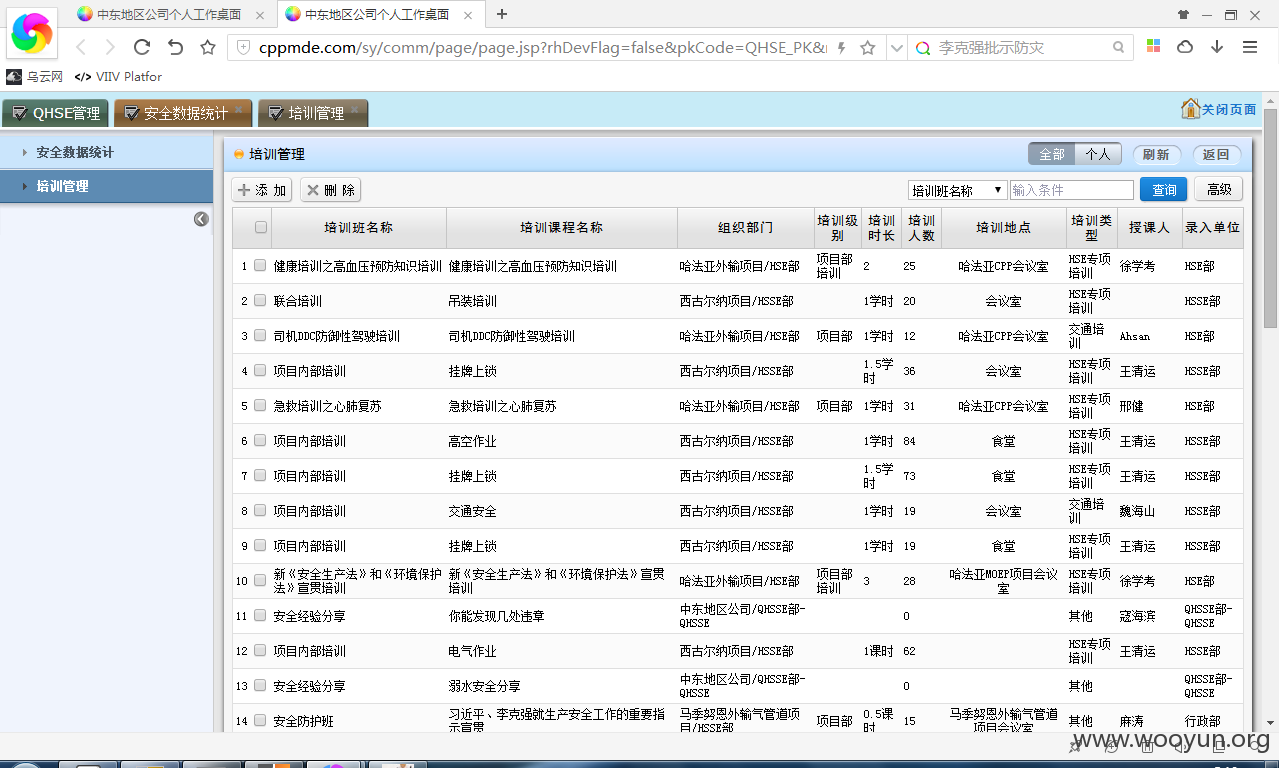 中东地区公司个人工作桌面 × 中东地区公司个人工作桌面 × +
cppmde.com/sy/comm/page/page.jsp?rhDevFlag=false&pkCode=QHSE_PK& 李克强批示防文
乌云网 </> VIIV Platfor
QHSE管理 安全数据统计 培训管理 关闭页面
安全数据统计
培训管理
培训管理 全部 个人 刷新 返回
添 加 删 除 培训班名称 输入条件 查询 高级
培训班名称 培训课程名称 组织部门 培训级别 培训时长 培训人数 培训地点 培训类型 授课人 录入单位
1 健康培训之高血压预防知识培训 健康培训之高血压预防知识培训 哈法亚外输项目/HSE部 项目部培训 2 25 哈法亚CPP会议室 HSE专项培训 徐学考 HSE部
2 联合培训 吊装培训 西古尔纳项目/HSSE部 1学时 20 会议室 HSE专项培训 HSSE部
3 司机DDC防御性驾驶培训 司机DDC防御性驾驶培训 哈法亚外输项目/HSE部 项目部 1学时 12 哈法亚CPP会议室 交通培训 Ahsan HSE部
4 项目内部培训 挂牌上锁 西古尔纳项目/HSSE部 1.5学时 36 会议室 HSE专项培训 王清运 HSSE部
5 急救培训之心肺复苏 急救培训之心肺复苏 哈法亚外输项目/HSE部 项目部 1学时 31 哈法亚CPP会议室 HSE专项培训 邢健 HSE部
6 项目内部培训 高空作业 西古尔纳项目/HSSE部 1学时 84 食堂 HSE专项培训 王清运 HSSE部
7 项目内部培训 挂牌上锁 西古尔纳项目/HSSE部 1.5学时 73 食堂 HSE专项培训 王清运 HSSE部
8 项目内部培训 交通安全 西古尔纳项目/HSSE部 1学时 19 会议室 交通培训 魏海山 HSSE部
9 项目内部培训 挂牌上锁 西古尔纳项目/HSSE部 1学时 19 食堂 HSE专项培训 王清运 HSSE部
10 新《安全生产法》和《环境保护法》宣贯培训 新《安全生产法》和《环境保护法》宣贯培训 哈法亚外输项目/HSE部 项目部培训 3 28 哈法亚MOEP项目会议室 HSE专项培训 徐学考 HSE部
11 安全经验分享 你能发现几处违章 中东地区公司/QHSSE部-QHSSE 0 其他 寇海滨 QHSSE部-QHSSE
12 项目内部培训 电气作业 西古尔纳项目/HSSE部 1课时 62 HSE专项培训 王清运 HSSE部
13 安全经验分享 溺水安全分享 中东地区公司/QHSSE部-QHSSE 0 其他 QHSSE部-QHSSE
14 安全防护班 习近平、李克强就生产安全工作的重要指示宣贯 马季努恩外输气管道项目/HSSE部 项目部 0.5课时 15 马季努恩外输气管道项目会议室 其他 麻涛 行政部
www.wooyun.org